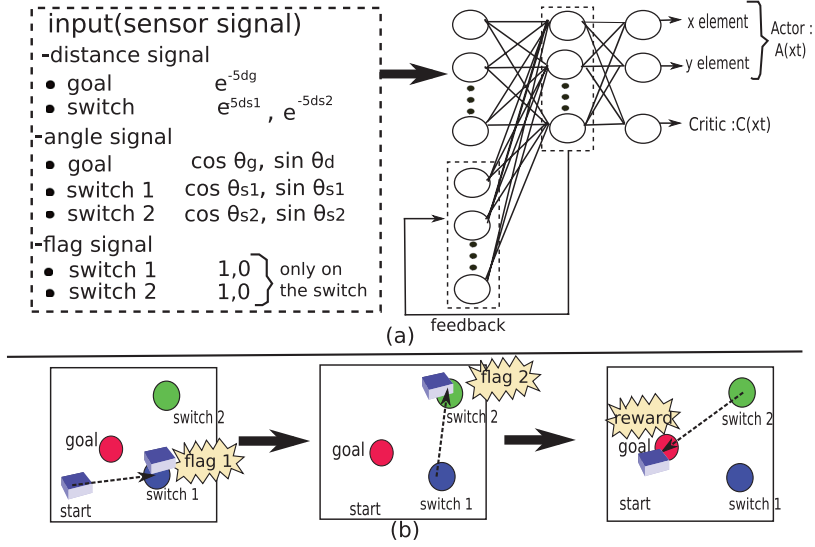 input(sensor signal)
-distance signal
• goal e^-5dg
• switch e^5ds1 , e^-5ds2
-angle signal
• goal cos θg, sin θd
• switch 1 cos θs1, sin θs1
• switch 2 cos θs2, sin θs2
-flag signal
• switch 1 1,0
• switch 2 1,0
only on
the switch
x element
y element
Actor :
A(xt)
Critic :C(xt)
feedback
(a)
switch 2
goal
flag 1
switch 1
start
flag 2
switch 2
goal
switch 1
start
reward
switch 2
goal
switch 1
start
(b)